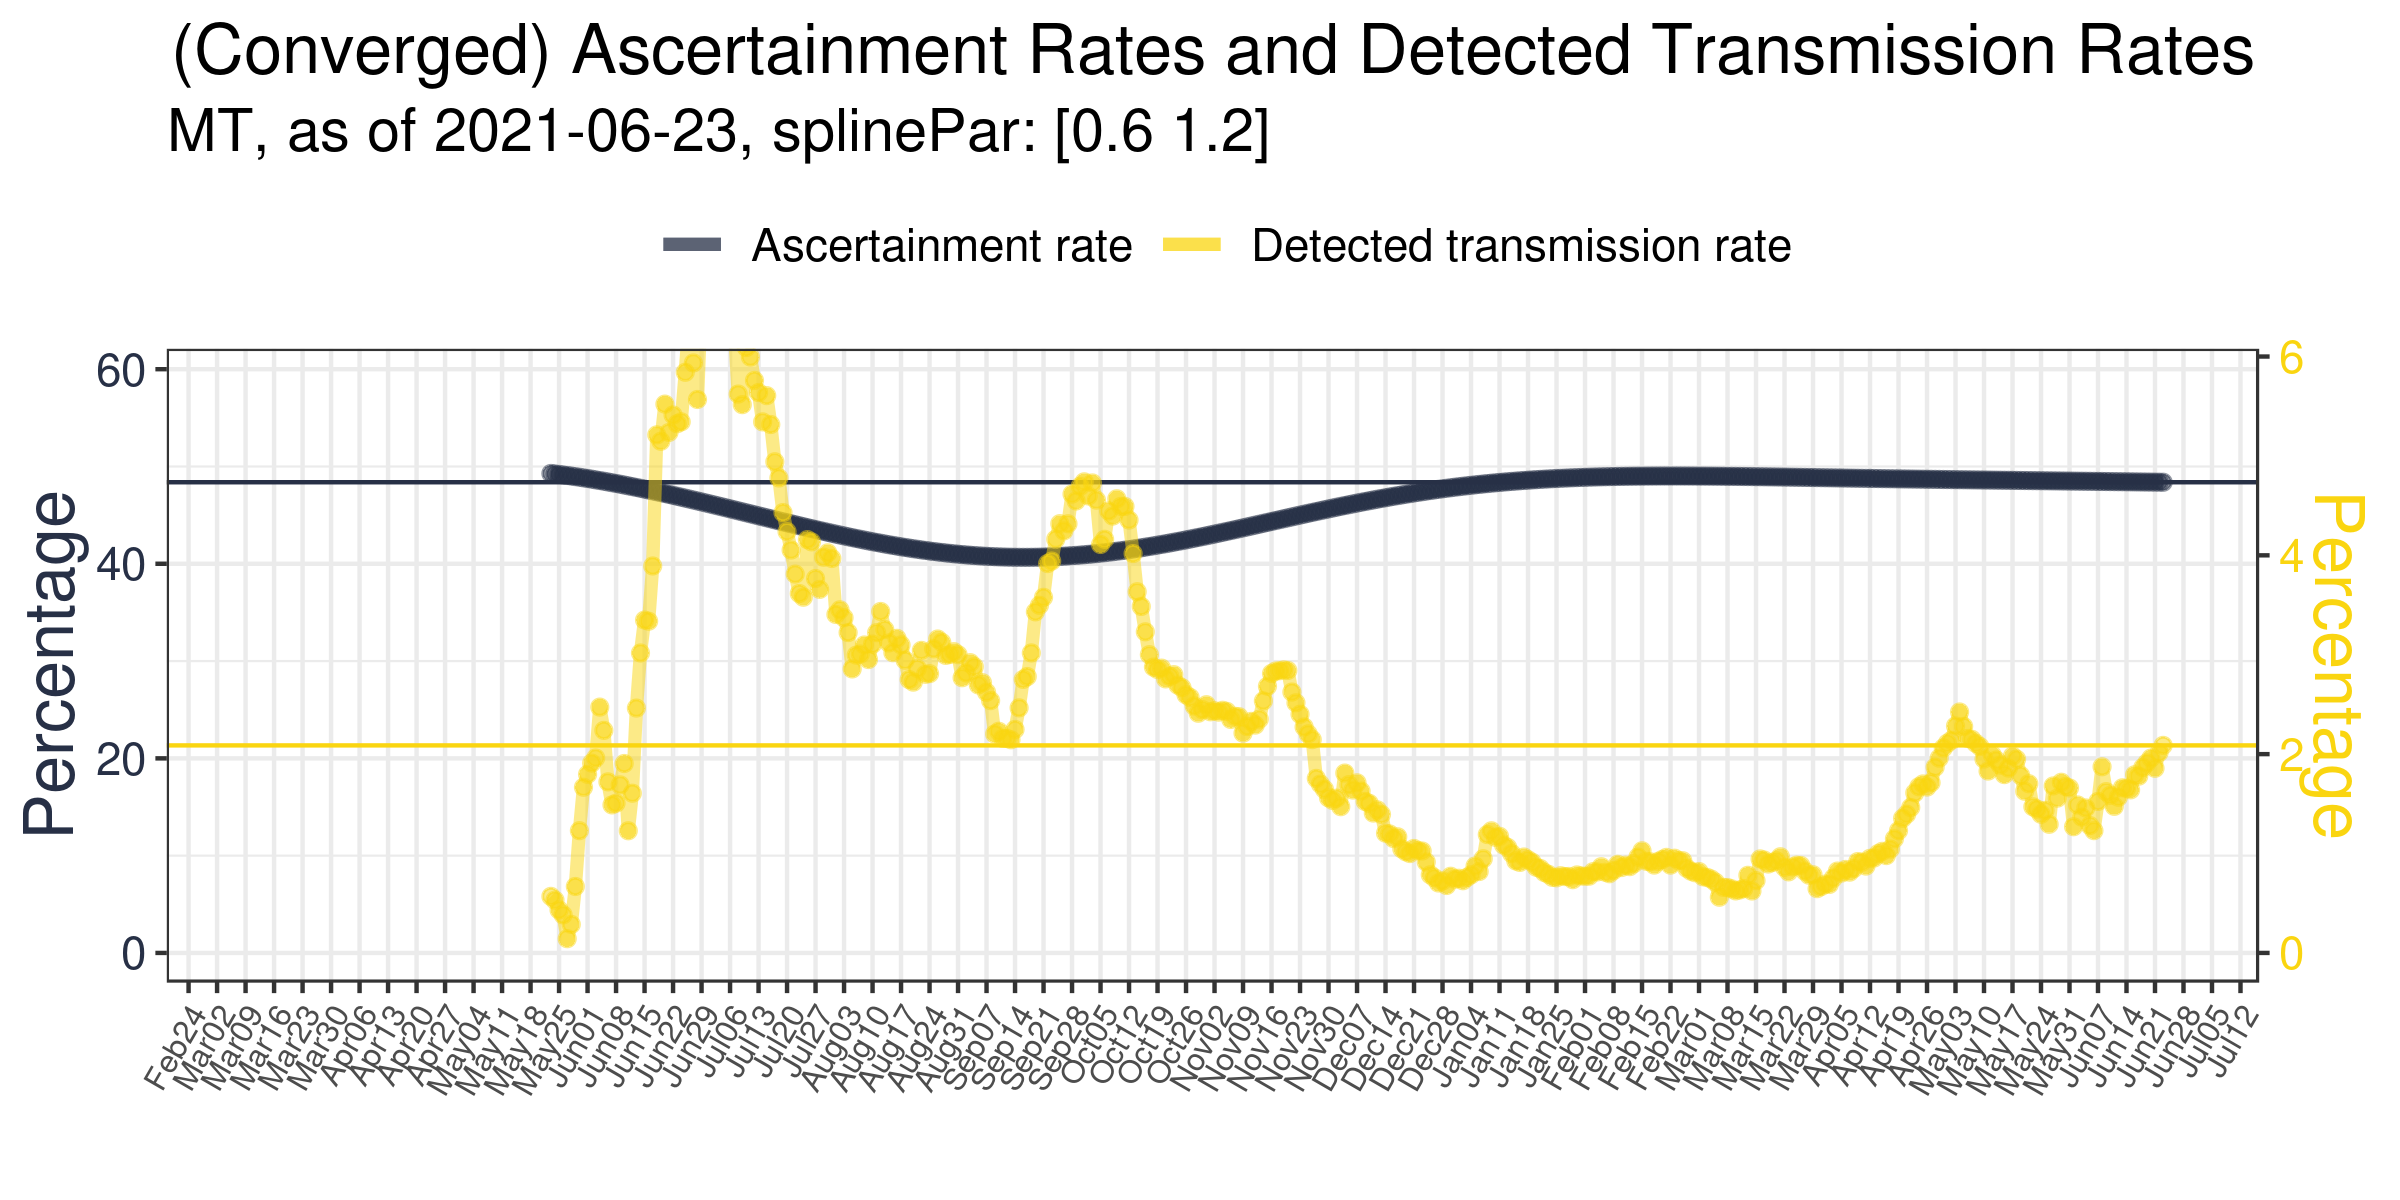 (Converged) Ascertainment Rates and Detected Transmission Rates
MT, as of 2021-06-23, splinePar: [0.6 1.2]
Ascertainment rate Detected transmission rate
Percentage
60
40
20
0
6
4
2
0
Percentage
Feb24 Mar02 Mar09 Mar16 Mar23 Mar30 Apr06 Apr13 Apr20 Apr27 May04 May11 May18 May25 Jun01 Jun08 Jun15 Jun22 Jun29 Jul06 Jul13 Jul20 Jul27 Aug03 Aug10 Aug17 Aug24 Aug31 Sep07 Sep14 Sep21 Sep28 Oct05 Oct12 Oct19 Oct26 Nov02 Nov09 Nov16 Nov23 Nov30 Dec07 Dec14 Dec21 Dec28 Jan04 Jan11 Jan18 Jan25 Feb01 Feb08 Feb15 Feb22 Mar01 Mar08 Mar15 Mar22 Mar29 Apr05 Apr12 Apr19 Apr26 May03 May10 May17 May24 May31 Jun07 Jun14 Jun21 Jun28 Jul05 Jul12